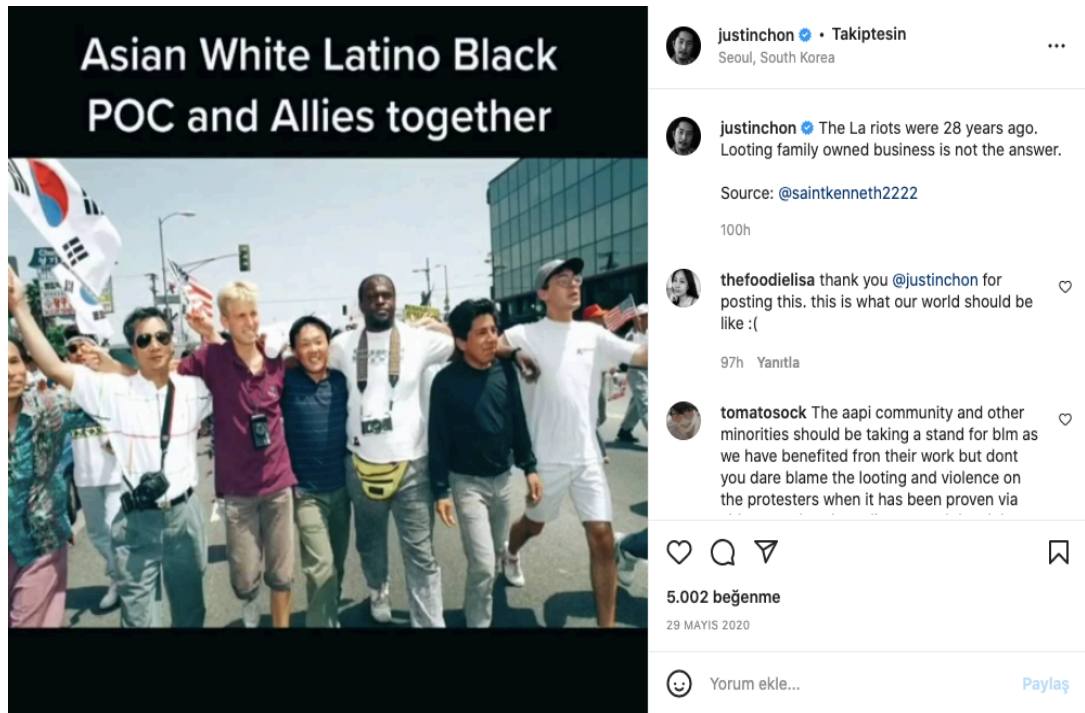 Asian White Latino Black
POC and Allies together
justinchon • Takiptesin
Seoul, South Korea
justinchon The La riots were 28 years ago.
Looting family owned business is not the answer.
Source: @saintkenneth2222
100h
thefoodielisa thank you @justinchon for
posting this. this is what our world should be
like :(
97h Yanıtla
tomatosock The aapi community and other
minorities should be taking a stand for blm as
we have benefited fron their work but dont
you dare blame the looting and violence on
the protesters when it has been proven via
5.002 beğenme
29 MAYIS 2020
Yorum ekle...
Paylaş